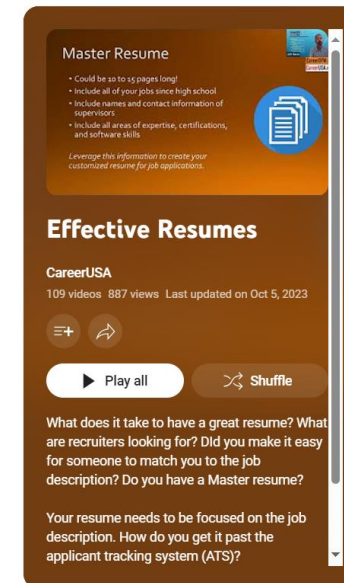 Master Resume
• Could be 10 to 15 pages long!
• Include all of your jobs since high school
• Include names and contact information of
supervisors
• Include all areas of expertise, certifications,
and software skills
Leverage this information to create your
customized resume for job applications.
CareerUSA
Effective Resumes
CareerUSA
109 videos 887 views Last updated on Oct 5, 2023
Play all
Shuffle
What does it take to have a great resume? What
are recruiters looking for? DId you make it easy
for someone to match you to the job
description? Do you have a Master resume?
Your resume needs to be focused on the job
description. How do you get it past the
applicant tracking system (ATS)?